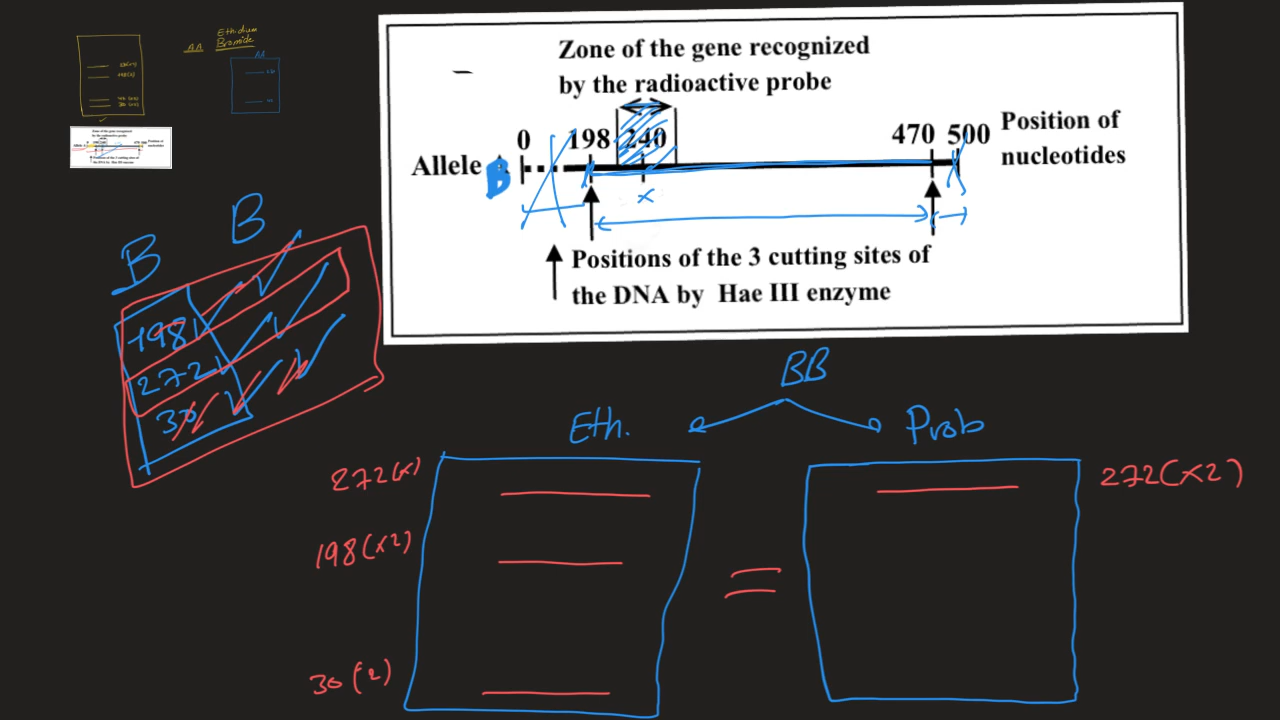 Ethidium
AA Bromide
AA
Zone of the gene recognized
by the radioactive probe
0 198 240 470 500 Position of
nucleotides
Allele B
x
Positions of the 3 cutting sites of
the DNA by Hae III enzyme
B B
198
272
30
BB
Eth. Prob
272(x)
272(x2)
198(x2)
=
30(2)